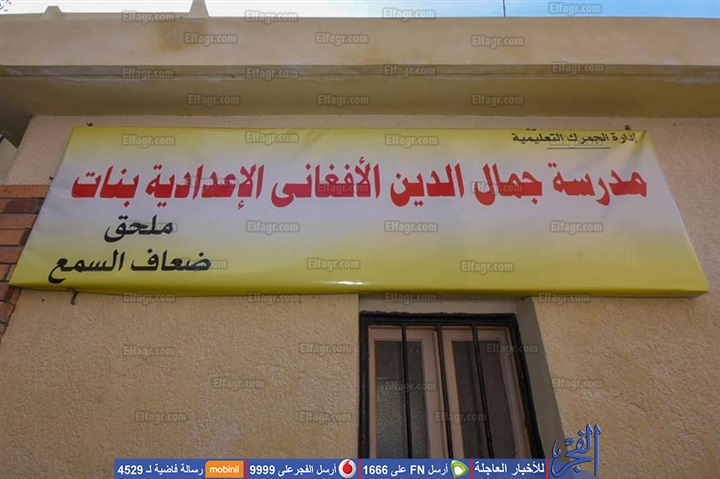 إدارة الجمرك التعليمية
مدرسة جمال الدين الأفغانى الإعدادية بنات
ملحق
ضعاف السمع
الفجر للأخبار العاجلة أرسل FN على 1666 أرسل الفجر على 9999 mobinil رسالة فاضية لـ 4529
Elfagr.com